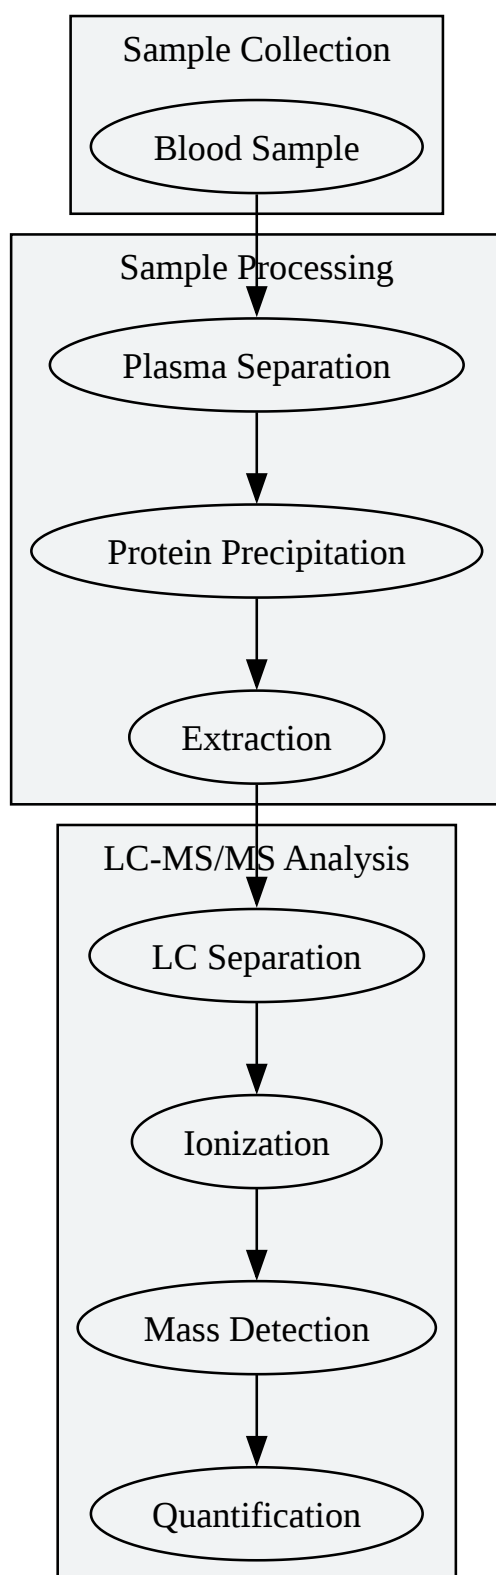 Sample Collection
Blood Sample
Sample Processing
Plasma Separation
Protein Precipitation
Extraction
LC-MS/MS Analysis
LC Separation
Ionization
Mass Detection
Quantification